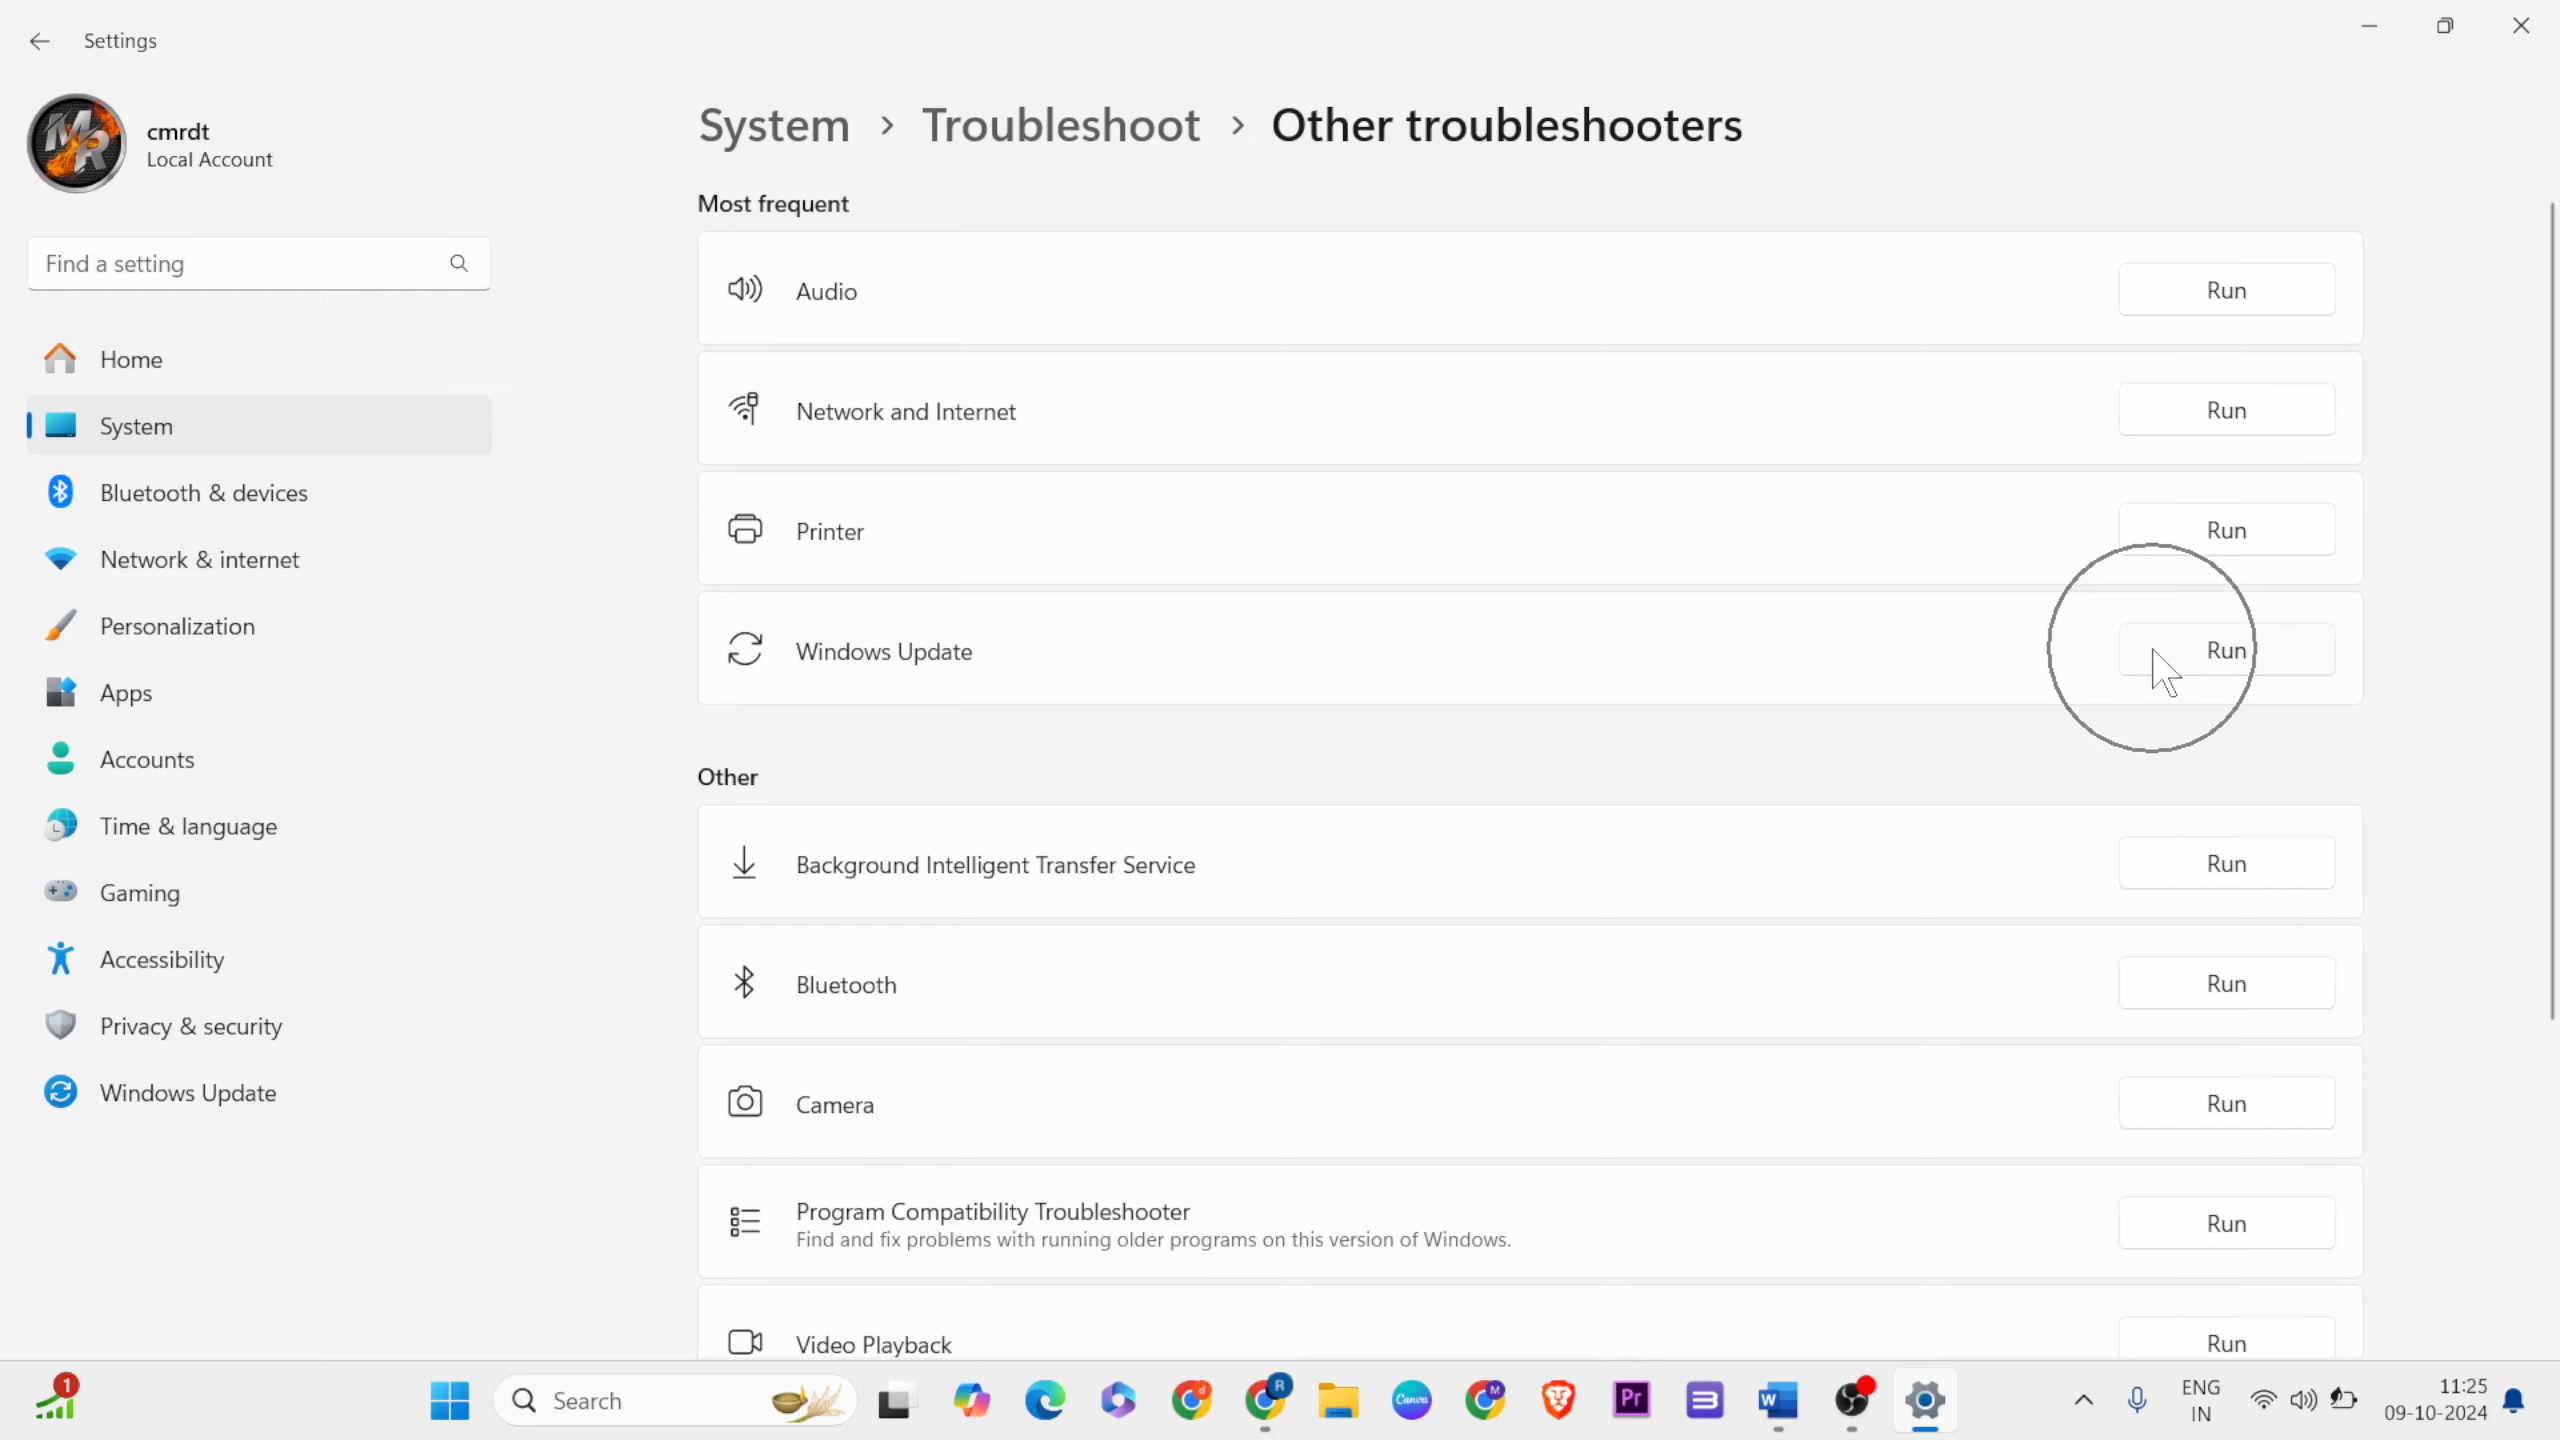 Settings
cmrdt
Local Account
Find a setting
Home
System
Bluetooth & devices
Network & internet
Personalization
Apps
Accounts
Time & language
Gaming
Accessibility
Privacy & security
Windows Update
System > Troubleshoot > Other troubleshooters
Most frequent
Audio Run
Network and Internet Run
Printer Run
Windows Update Run
Other
Background Intelligent Transfer Service Run
Bluetooth Run
Camera Run
Program Compatibility Troubleshooter
Find and fix problems with running older programs on this version of Windows.
Run
Video Playback Run
1
Search
d
R
Canva
M
Pr
B
W
ENG
IN
11:25
09-10-2024
MR